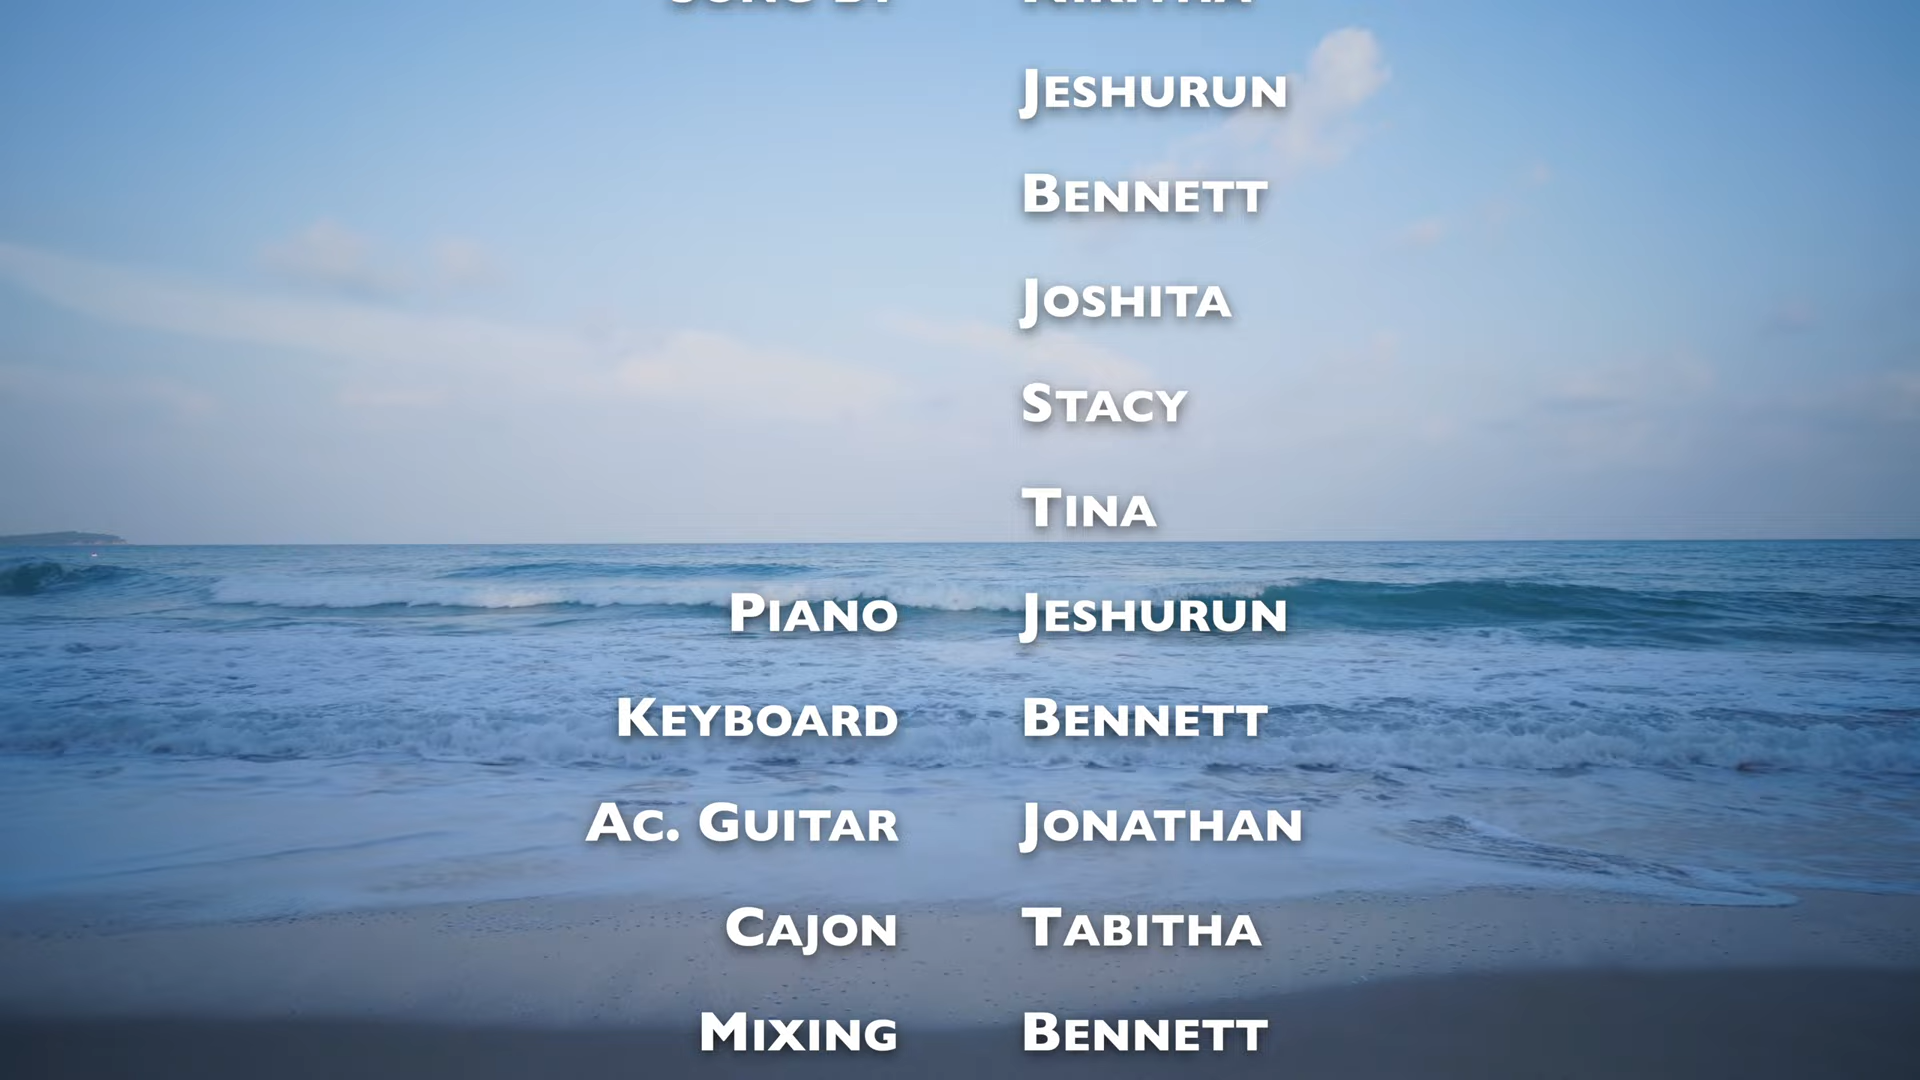 Jeshurun
Bennett
Joshita
Stacy
Tina
Piano Jeshurun
Keyboard Bennett
Ac. Guitar Jonathan
Cajon Tabitha
Mixing Bennett